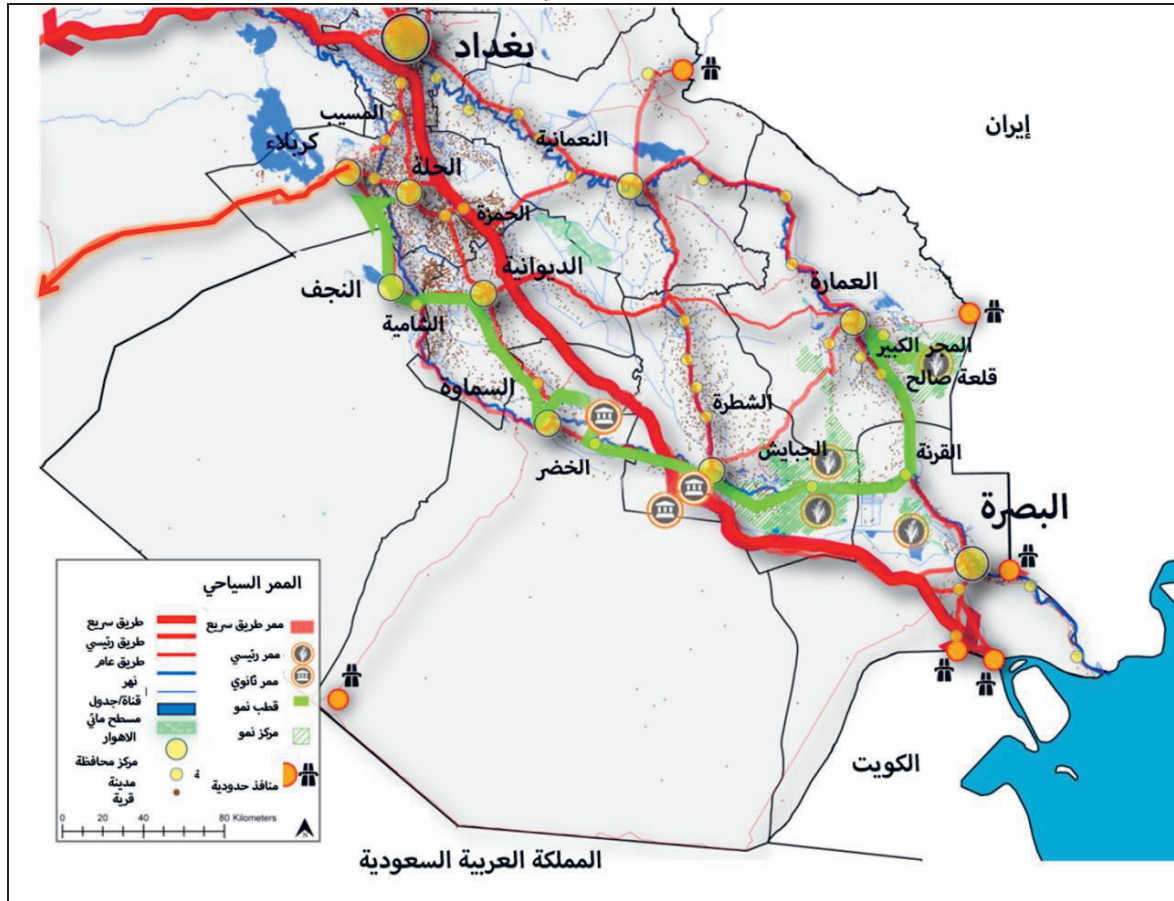 بغداد
إيران
المسيب
النعمانية
كربلاء
الحلة
الحمزة
الديوانية
العمارة
النجف
الشامية
المجر الكبير
قلعة صالح
السماوة
الشطرة
الجبايش
القرنة
الخضر
البصرة
الكويت
المملكة العربية السعودية
الممر السياحي
طريق سريع
طريق رئيسي
طريق عام
نهر
قناة/جدول
مسطح مائي
الاهوار
مركز محافظة
مدينة
قرية
ممر طريق سريع
ممر رئيسي
ممر ثانوي
قطب نمو
مركز نمو
منافذ حدودية
0 20 40 80 Kilometers
N